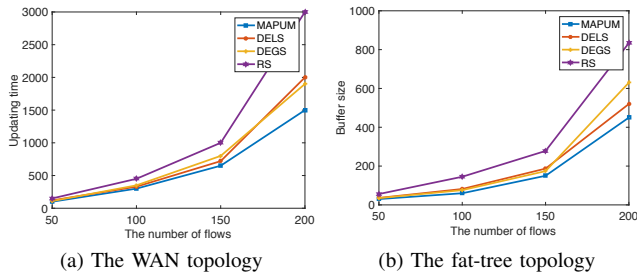 3000
2500
2000
1500
1000
500
0
Updating time
MAPUM
DELS
DEGS
RS
50
100
150
200
The number of flows
(a) The WAN topology
1000
800
600
400
200
0
Buffer size
MAPUM
DELS
DEGS
RS
50
100
150
200
The number of flows
(b) The fat-tree topology